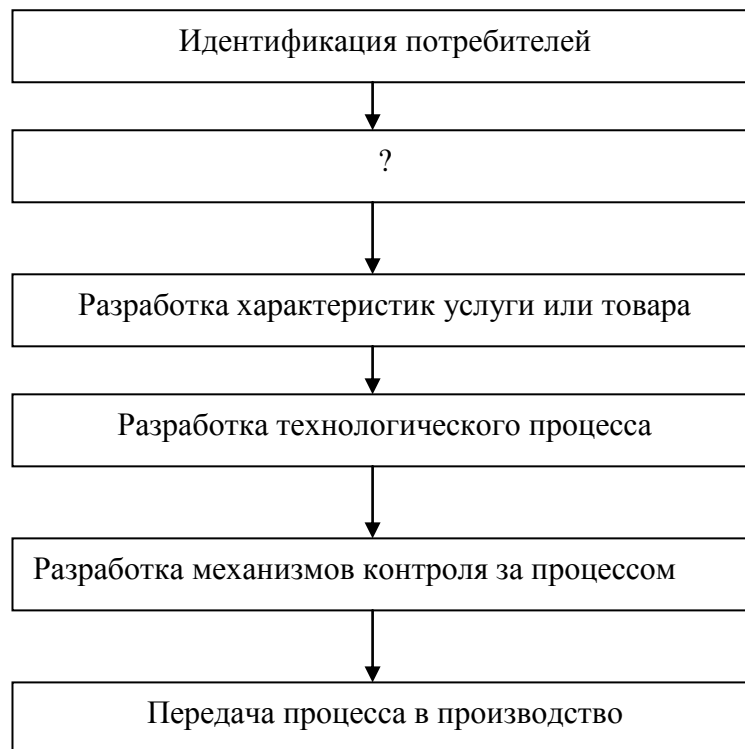 Идентификация потребителей
?
Разработка характеристик услуги или товара
Разработка технологического процесса
Разработка механизмов контроля за процессом
Передача процесса в производство